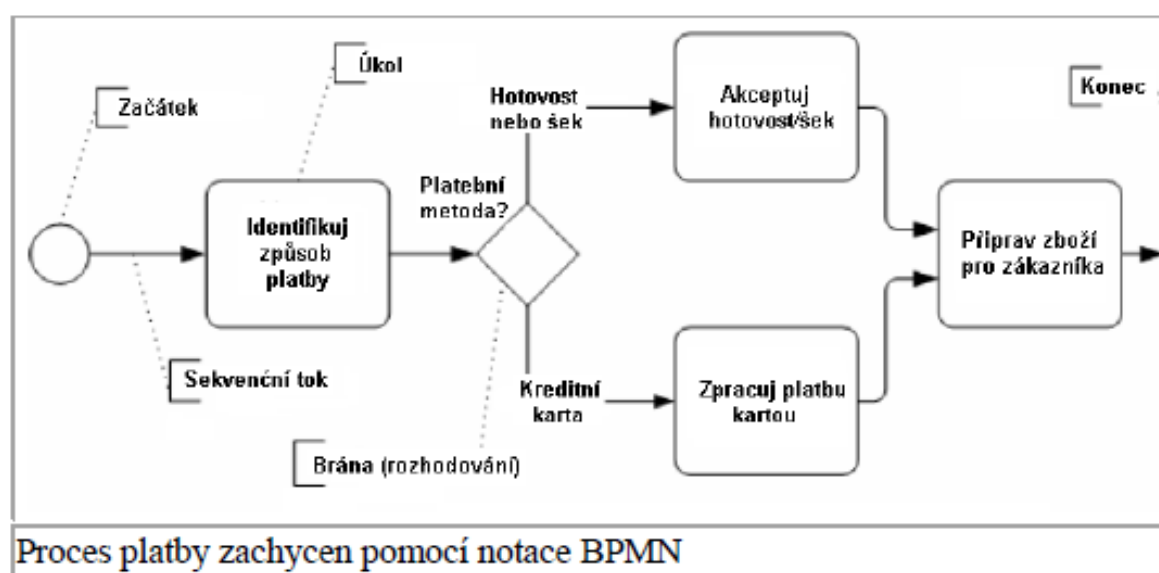 Začátek
Úkol
Identifikuj
způsob
platby
Sekvenční tok
Platební
metoda?
Brána (rozhodování)
Hotovost
nebo šek
Akceptuj
hotovost/šek
Kreditní
karta
Zpracuj platbu
kartou
Připrav zboží
pro zákazníka
Konec
Proces platby zachycen pomocí notace BPMN